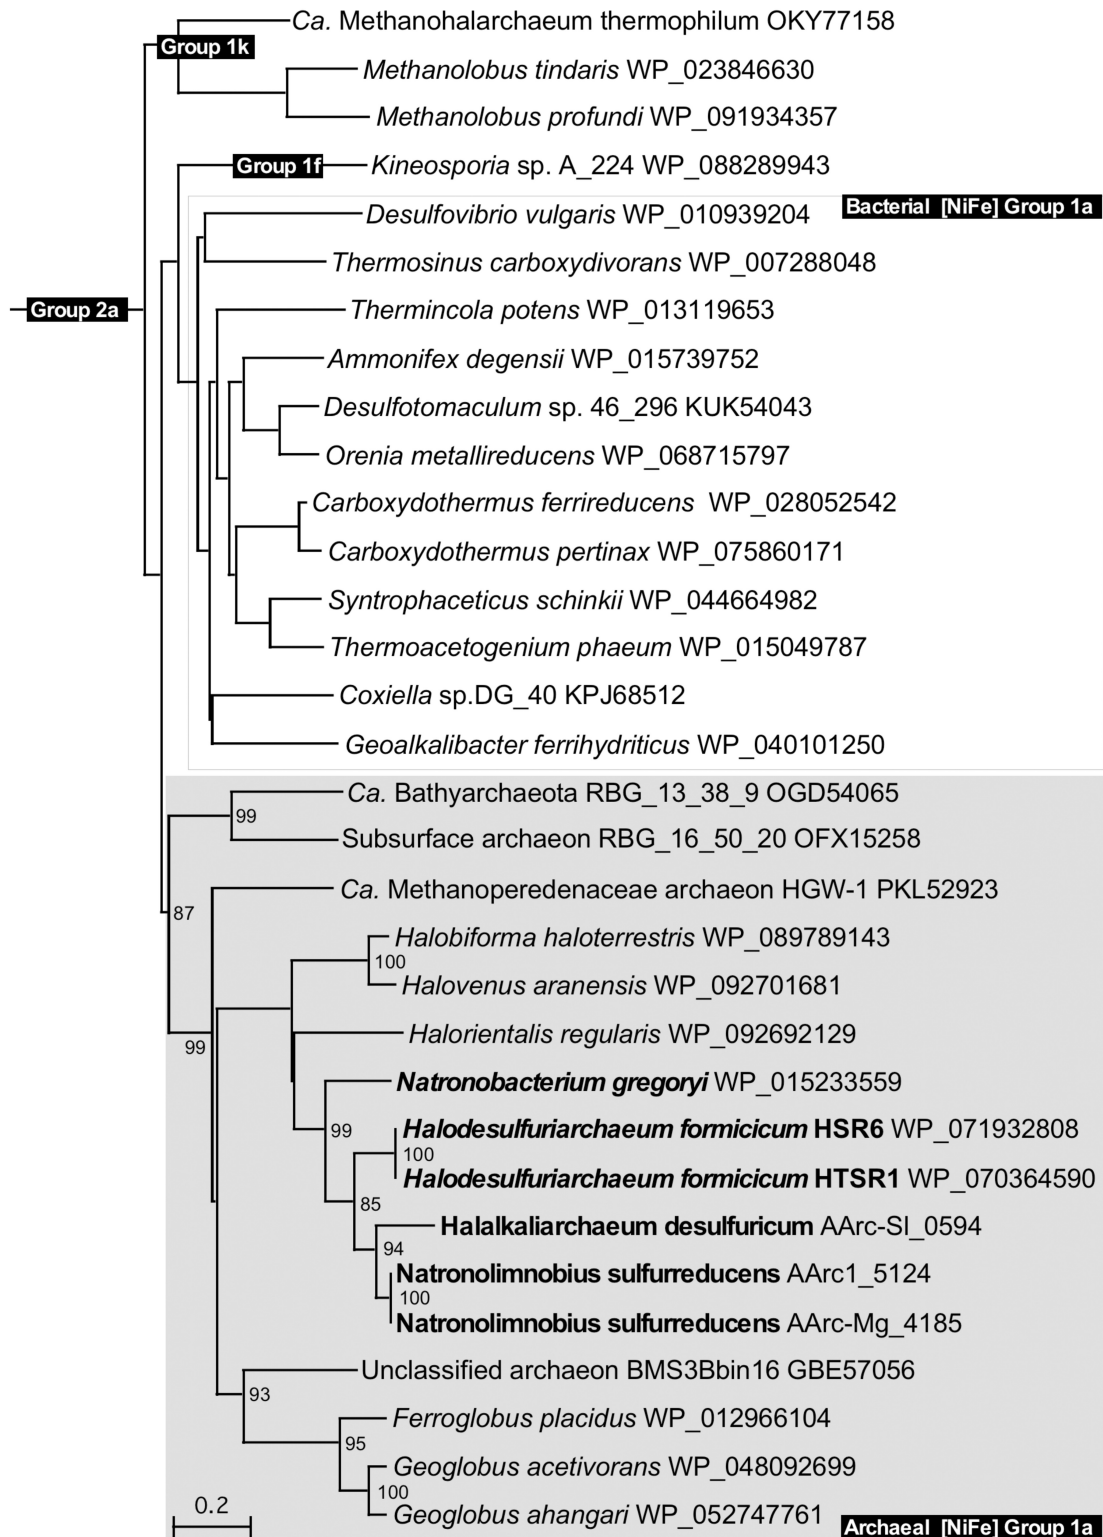 Ca. Methanohalarchaeum thermophilum OKY77158
Group 1k
Methanolobus tindaris WP_023846630
Methanolobus profundi WP_091934357
Group 1f
Kineosporia sp. A_224 WP_088289943
Bacterial [NiFe] Group 1a
Desulfovibrio vulgaris WP_010939204
Thermosinus carboxydivorans WP_007288048
Group 2a
Thermincola potens WP_013119653
Ammonifex degensii WP_015739752
Desulfotomaculum sp. 46_296 KUK54043
Orenia metallireducens WP_068715797
Carboxydothermus ferrireducens WP_028052542
Carboxydothermus pertinax WP_075860171
Syntrophaceticus schinkii WP_044664982
Thermoacetogenium phaeum WP_015049787
Coxiella sp.DG_40 KPJ68512
Geoalkalibacter ferrihydriticus WP_040101250
Ca. Bathyarchaeota RBG_13_38_9 OGD54065
99
Subsurface archaeon RBG_16_50_20 OFX15258
Ca. Methanoperedenaceae archaeon HGW-1 PKL52923
87
Halobiforma haloterrestris WP_089789143
100
Halovenus aranensis WP_092701681
Halorientalis regularis WP_092692129
99
Natronobacterium gregoryi WP_015233559
99
Halodesulfuriarchaeum formicicum HSR6 WP_071932808
100
Halodesulfuriarchaeum formicicum HTSR1 WP_070364590
85
Halalkaliarchaeum desulfuricum AArc-SI_0594
94
Natronolimnobius sulfurreducens AArc1_5124
100
Natronolimnobius sulfurreducens AArc-Mg_4185
Unclassified archaeon BMS3Bbin16 GBE57056
93
Ferroglobus placidus WP_012966104
95
Geoglobus acetivorans WP_048092699
100
Geoglobus ahangari WP_052747761
0.2
Archaeal [NiFe] Group 1a